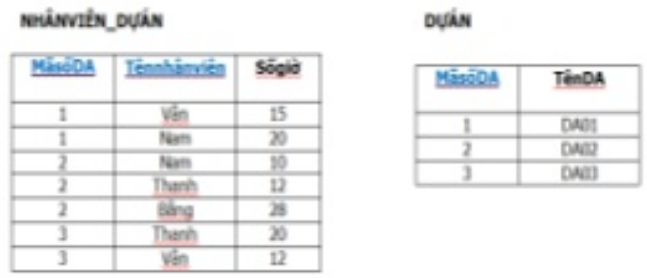 NHÂNVIÊN_DỰÁN
MãsốDA Tênnhânviên Sốgiờ
1 Vân 15
1 Nam 20
2 Nam 10
2 Thanh 12
2 Bằng 28
3 Thanh 20
3 Vân 12
DỰÁN
MãsốDA TênDA
1 DA01
2 DA02
3 DA03